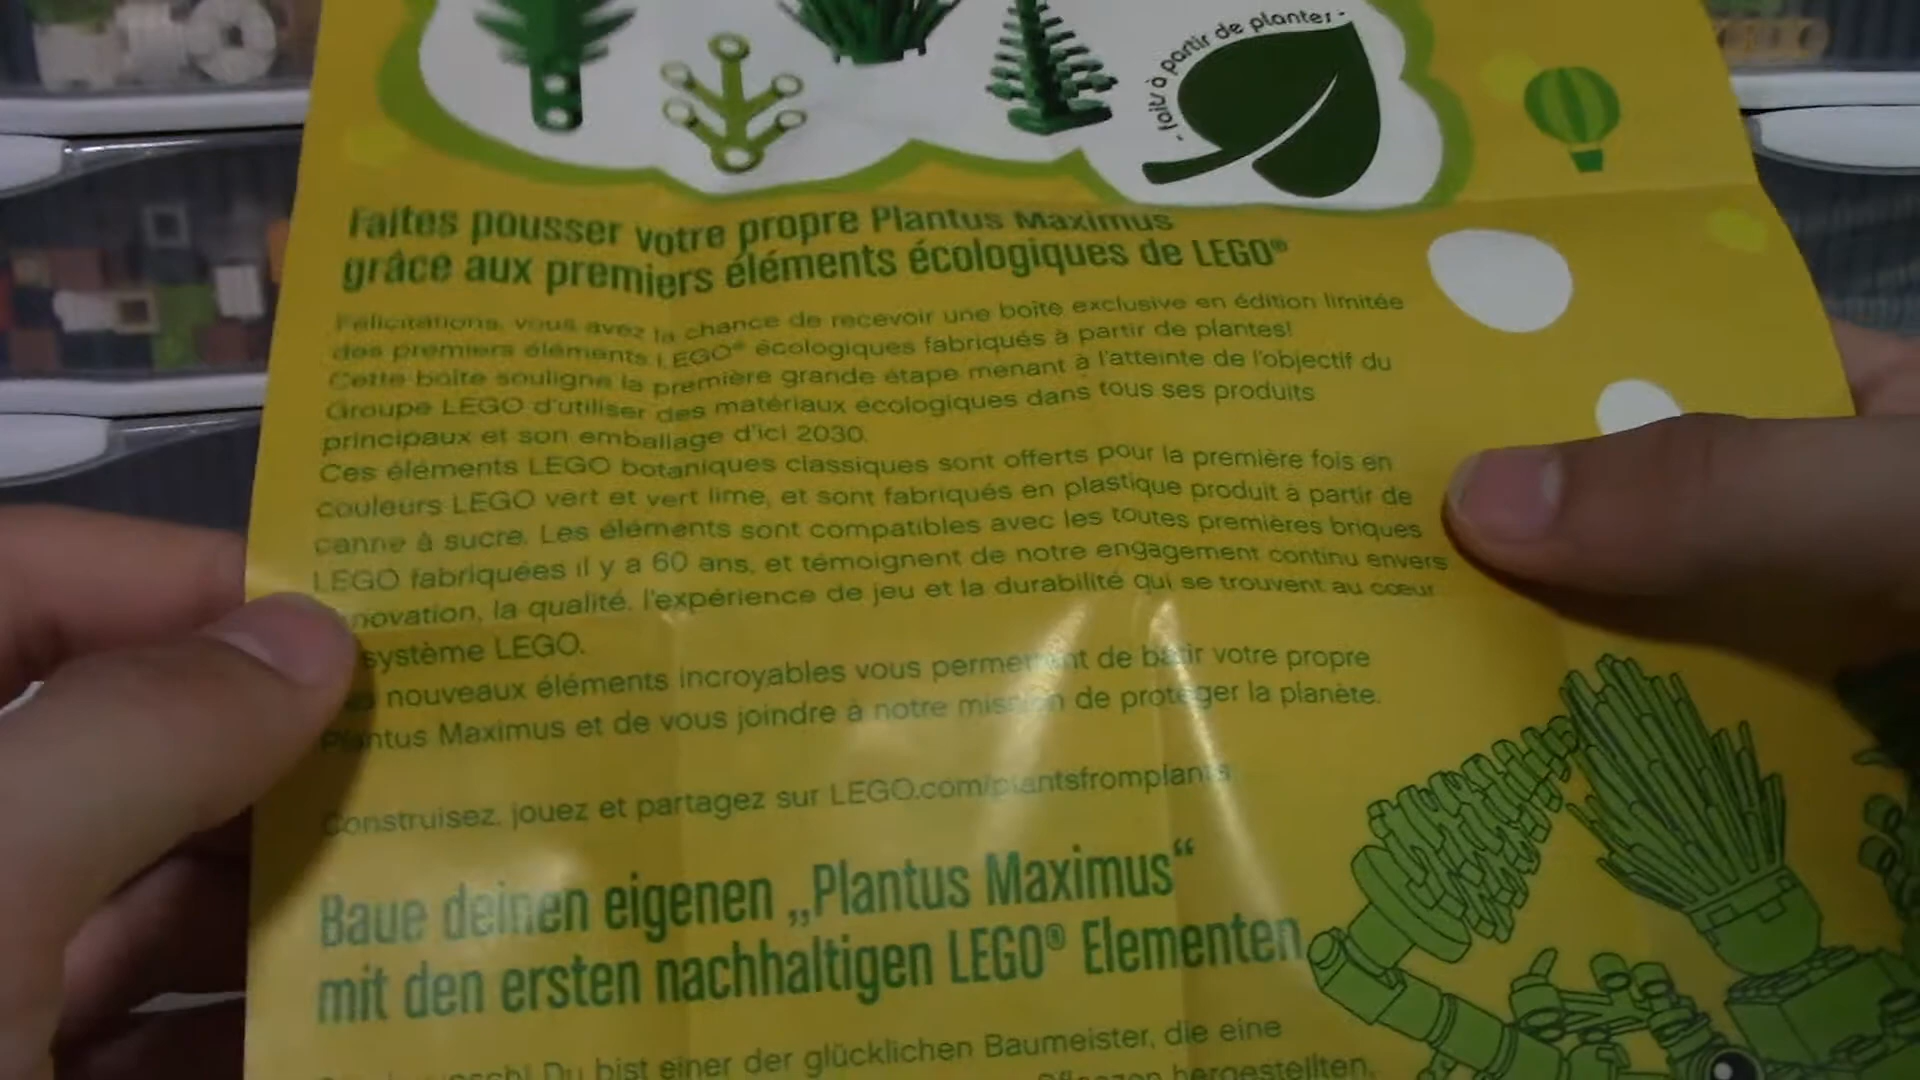 - fait à partir de plantes -
Faites pousser votre propre Plantus Maximus
grâce aux premiers éléments écologiques de LEGO®
Félicitations, vous avez la chance de recevoir une boîte exclusive en édition limitée
des premiers éléments LEGO® écologiques fabriqués à partir de plantes!
Cette boîte souligne la première grande étape menant à l'atteinte de l'objectif du
Groupe LEGO d'utiliser des matériaux écologiques dans tous ses produits
principaux et son emballage d'ici 2030.
Ces éléments LEGO botaniques classiques sont offerts pour la première fois en
couleurs LEGO vert et vert lime, et sont fabriqués en plastique produit à partir de
canne à sucre. Les éléments sont compatibles avec les toutes premières briques
LEGO fabriquées il y a 60 ans, et témoignent de notre engagement continu envers
novation, la qualité, l'expérience de jeu et la durabilité qui se trouvent au cœur
système LEGO.
nouveaux éléments incroyables vous permettent de bâtir votre propre
Plantus Maximus et de vous joindre à notre mission de protéger la planète.
Construisez, jouez et partagez sur LEGO.com/plantsfromplants
Baue deinen eigenen „Plantus Maximus“
mit den ersten nachhaltigen LEGO® Elementen
Du bist einer der glücklichen Baumeister, die eine
Pflanzen hergestellten,